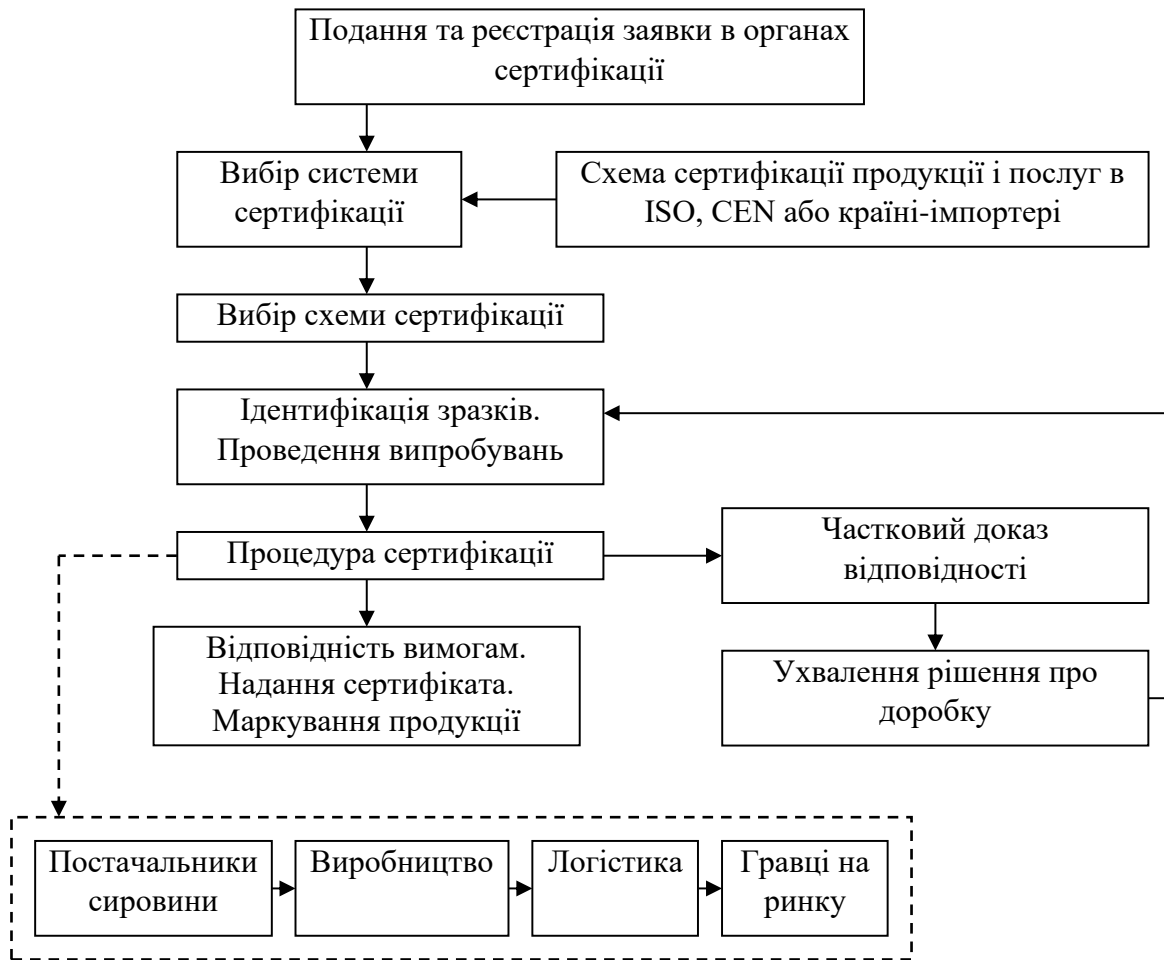 Подання та реєстрація заявки в органах
сертифікації
Вибір системи
сертифікації
Схема сертифікації продукції і послуг в
ISO, CEN або країні-імпортері
Вибір схеми сертифікації
Ідентифікація зразків.
Проведення випробувань
Процедура сертифікації
Частковий доказ
відповідності
Відповідність вимогам.
Надання сертифіката.
Маркування продукції
Ухвалення рішення про
доробку
Постачальники
сировини
Виробництво
Логістика
Гравці на
ринку